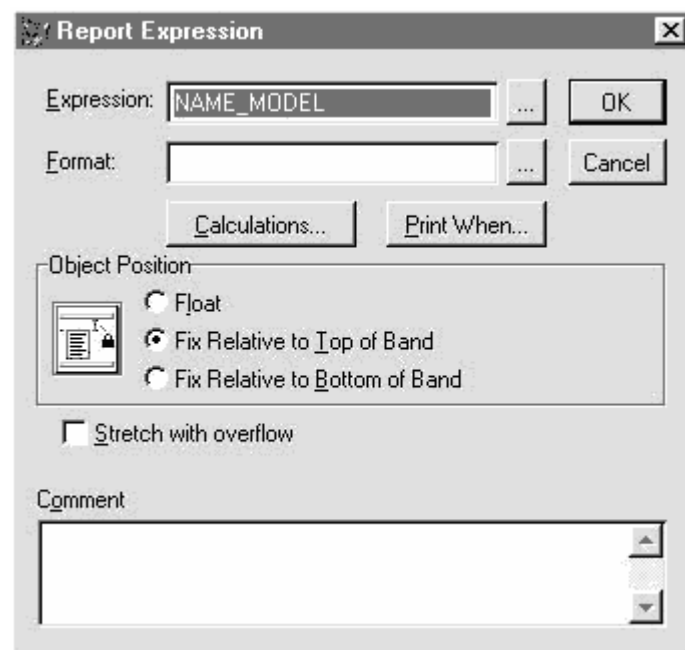 Report Expression
Expression: NAME_MODEL ... OK
Format: ... Cancel
Calculations... Print When...
Object Position
Float
Fix Relative to Top of Band
Fix Relative to Bottom of Band
Stretch with overflow
Comment